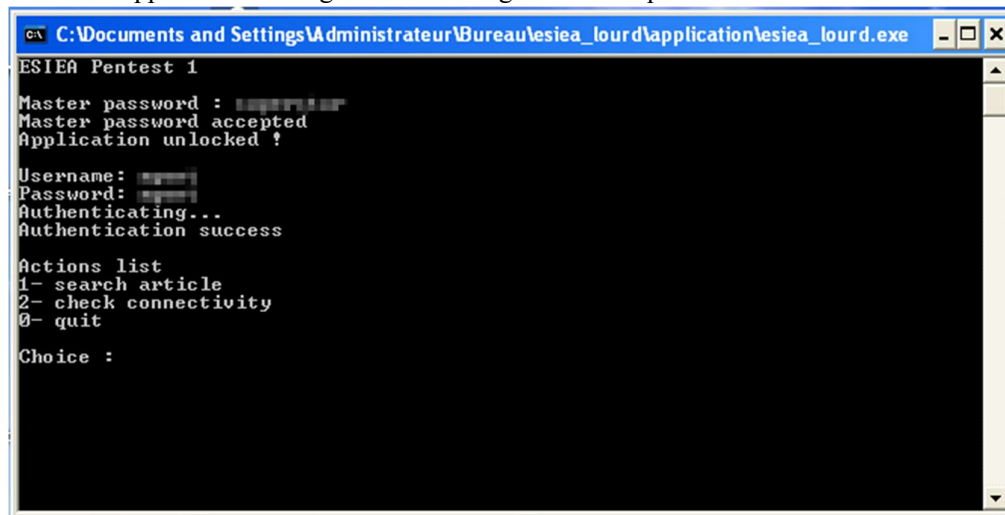 C:\Documents and Settings\Administrateur\Bureau\esiea_lourd\application\esiea_lourd.exe
ESIEA Pentest 1
Master password :
Master password accepted
Application unlocked !
Username:
Password:
Authenticating...
Authentication success
Actions list
1- search article
2- check connectivity
0- quit
Choice :